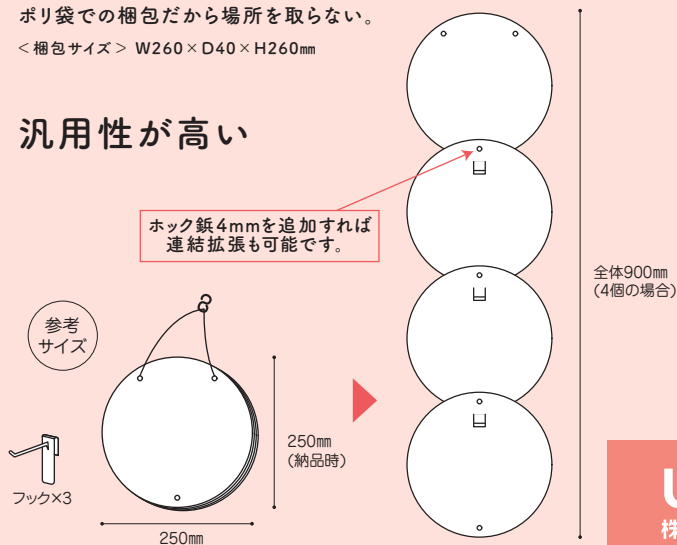 ポリ袋での梱包だから場所を取らない。
＜梱包サイズ＞ W260×D40×H260㎜
汎用性が高い
ホック鋲4mmを追加すれば
連結拡張も可能です。
全体900㎜
(4個の場合)
参考
サイズ
250㎜
(納品時)
フック×3
250㎜
株